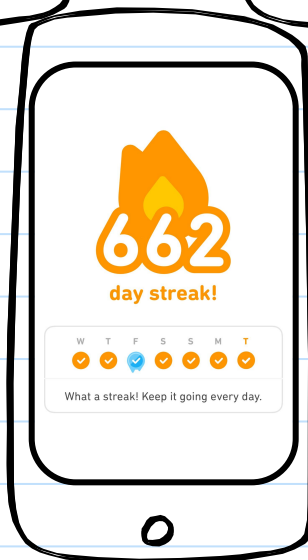 662
day streak!
W T F S S M T
What a streak! Keep it going every day.